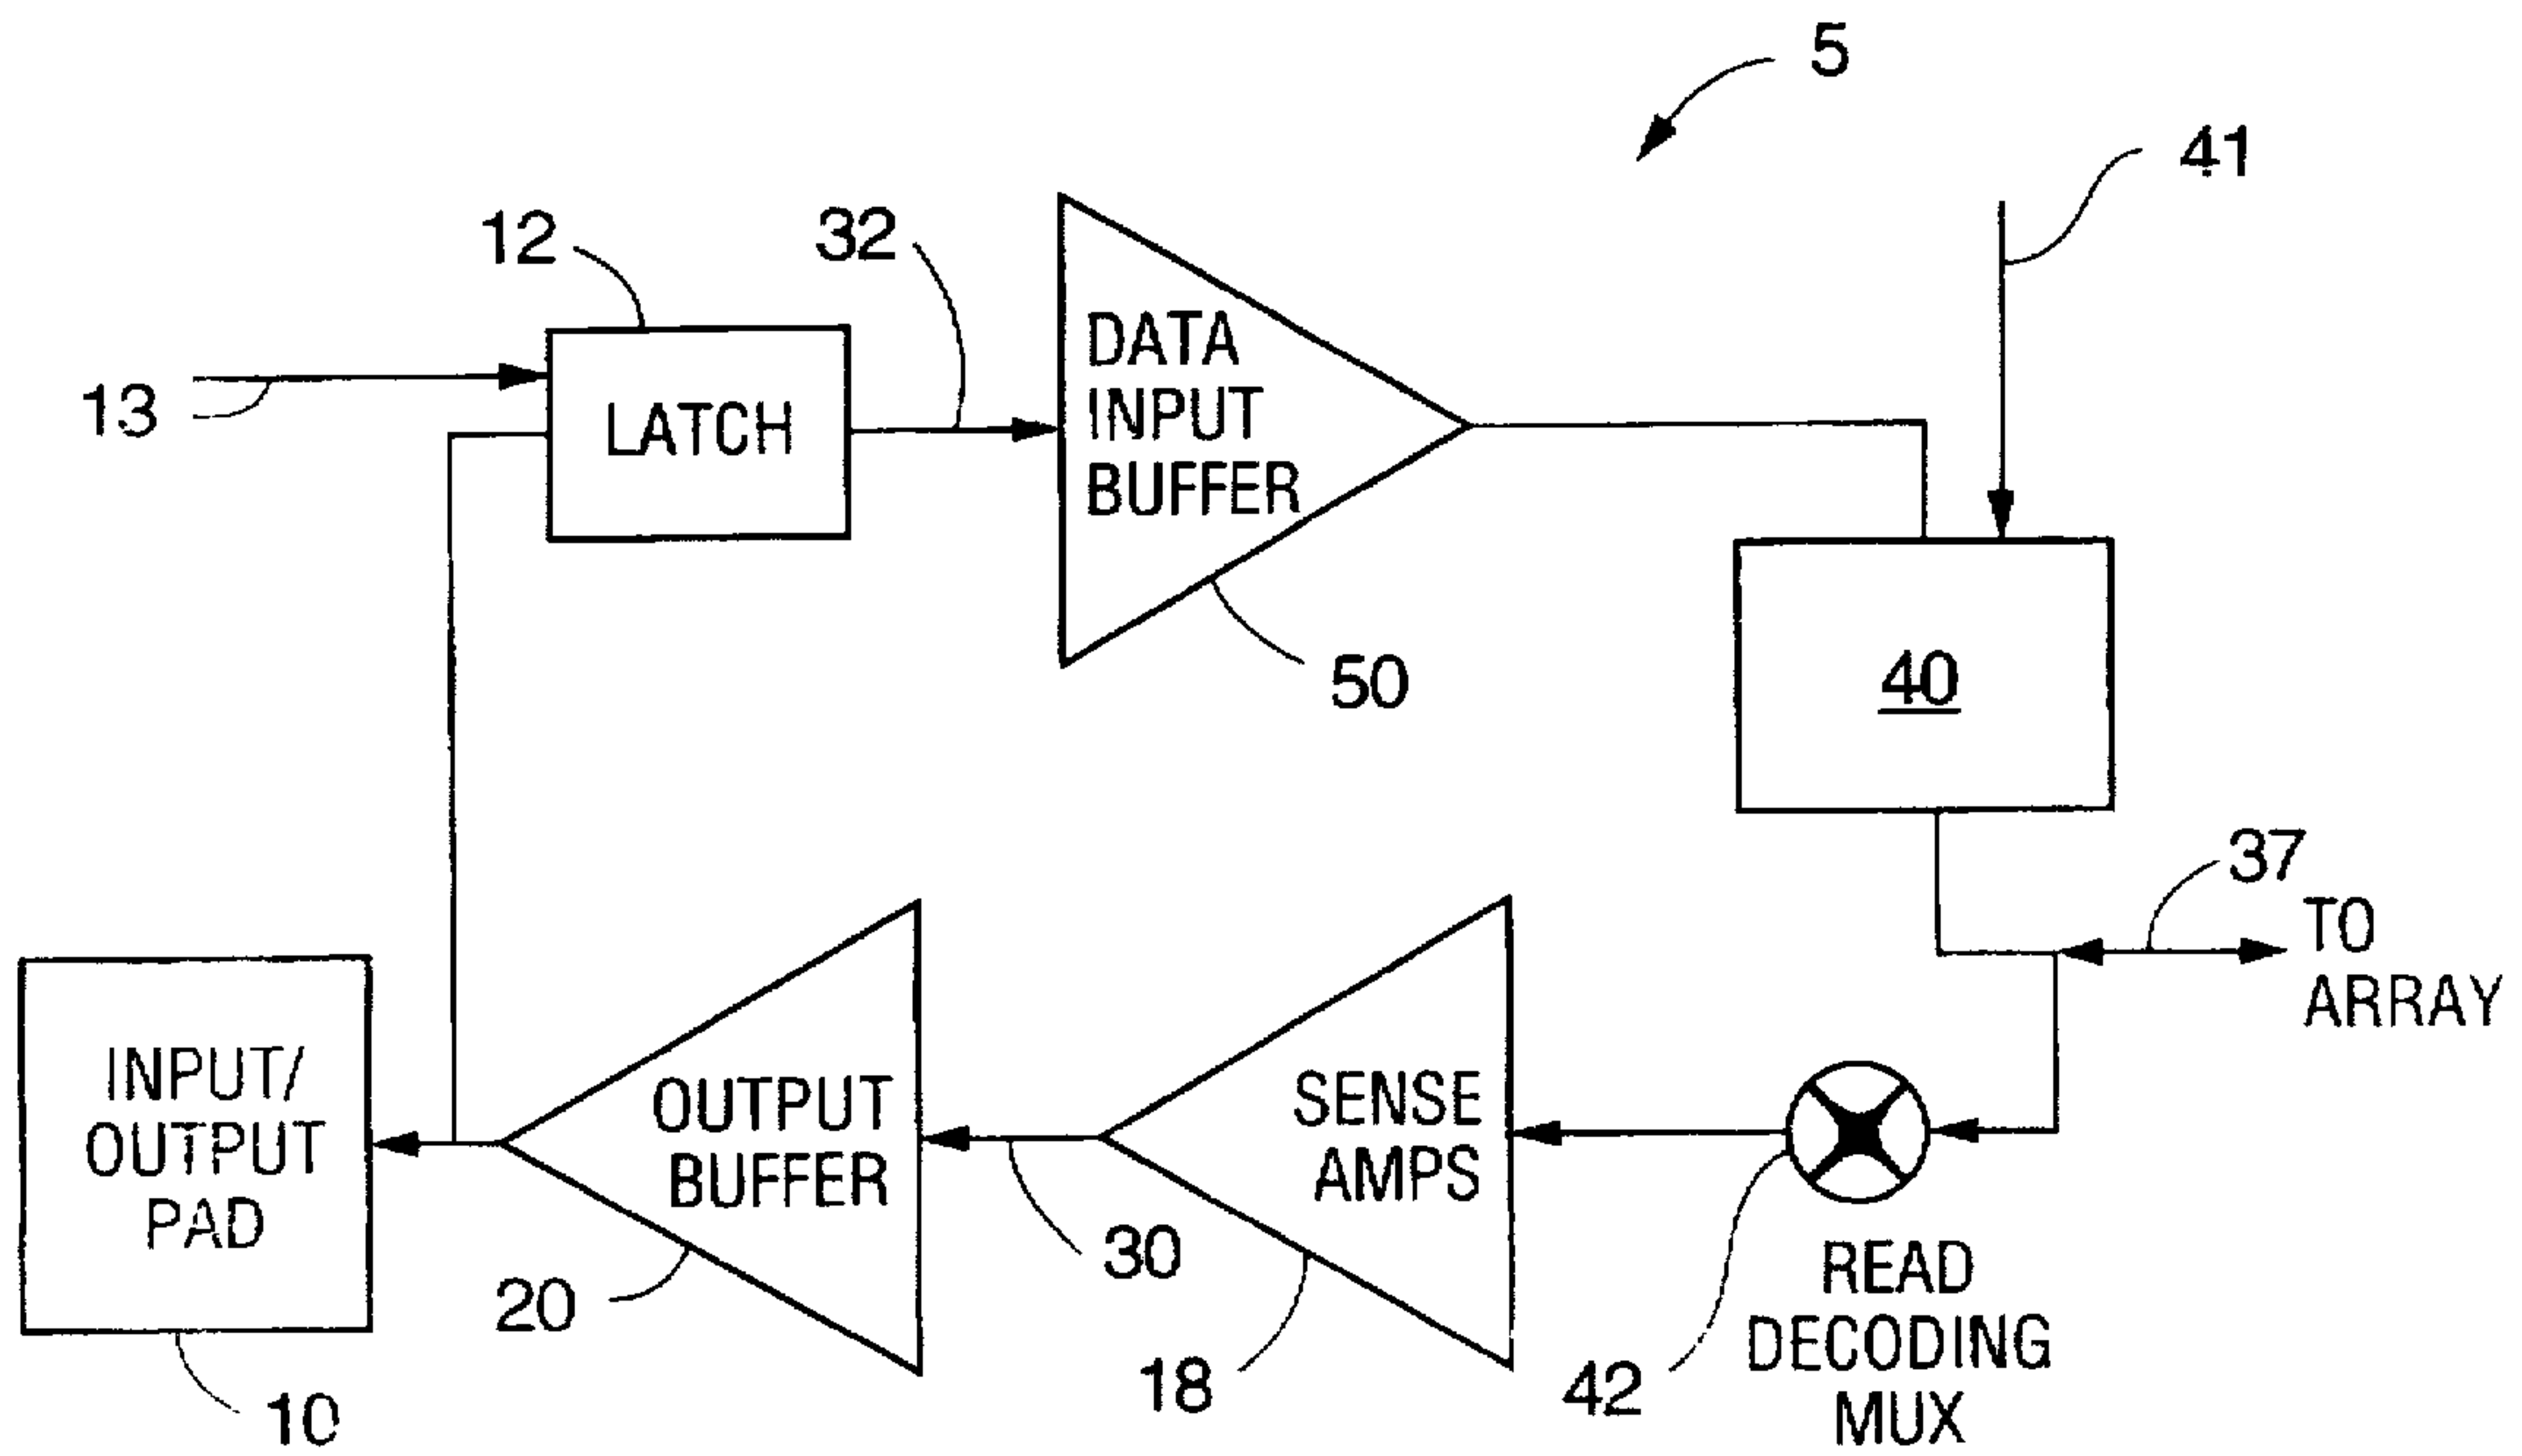 5
41
12
32
13
LATCH
DATA
INPUT
BUFFER
50
40
37
TO
ARRAY
INPUT/
OUTPUT
PAD
10
OUTPUT
BUFFER
20
30
SENSE
AMPS
18
42
READ
DECODING
MUX